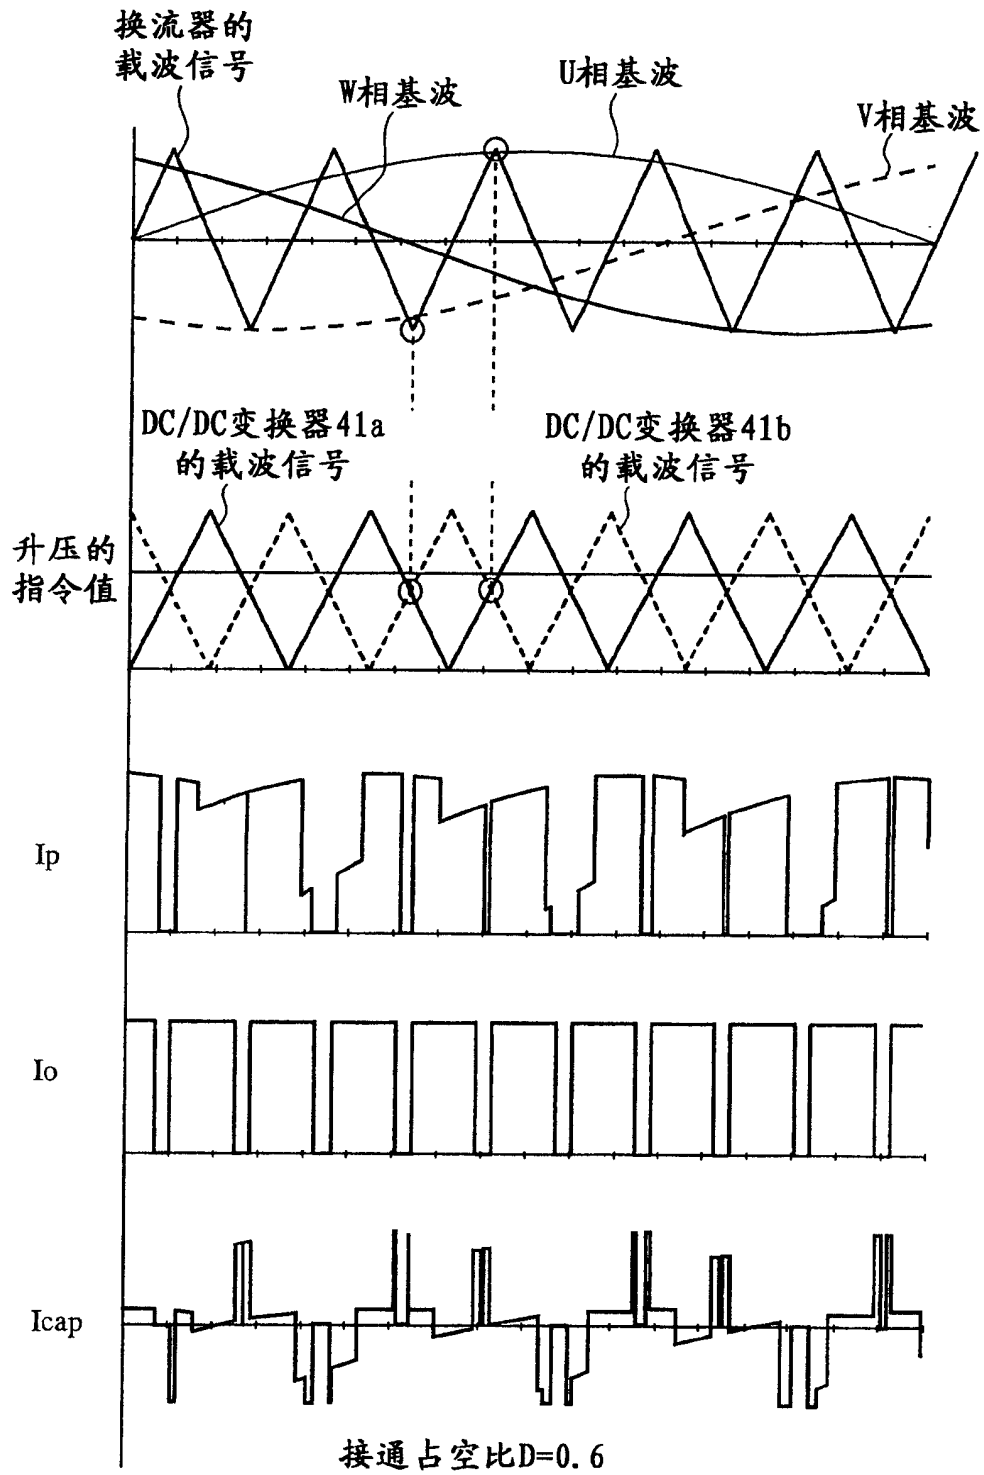 换流器的
载波信号
W相基波
U相基波
V相基波
DC/DC变换器41a
的载波信号
DC/DC变换器41b
的载波信号
升压的
指令值
Ip
Io
Icap
接通占空比D=0.6